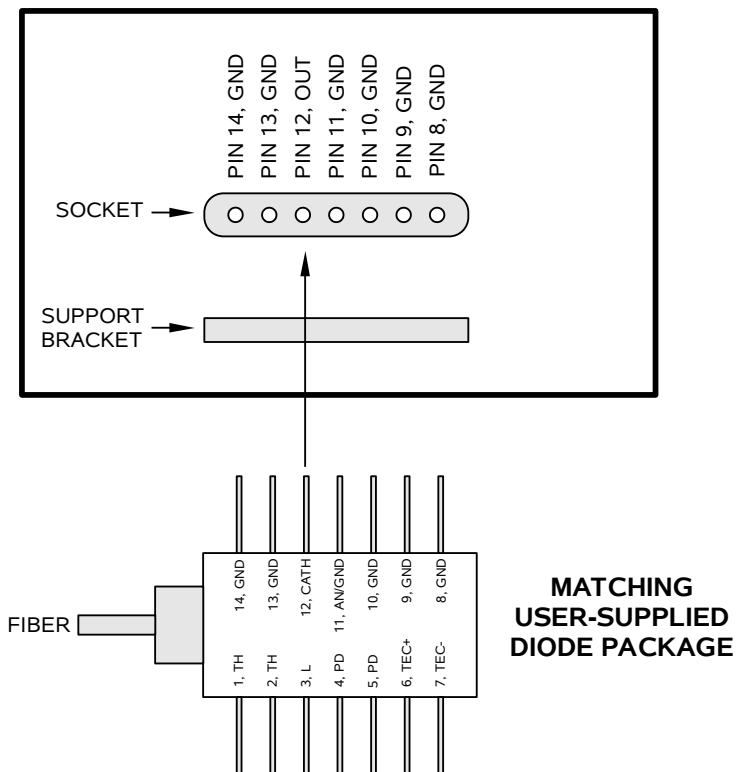 PIN 14, GND
PIN 13, GND
PIN 12, OUT
PIN 11, GND
PIN 10, GND
PIN 9, GND
PIN 8, GND
SOCKET
SUPPORT
BRACKET
14, GND
13, GND
12, CATH
11, AN/GND
10, GND
9, GND
8, GND
FIBER
1, TH
2, TH
3, L
4, PD
5, PD
6, TEC+
7, TEC-
MATCHING
USER-SUPPLIED
DIODE PACKAGE